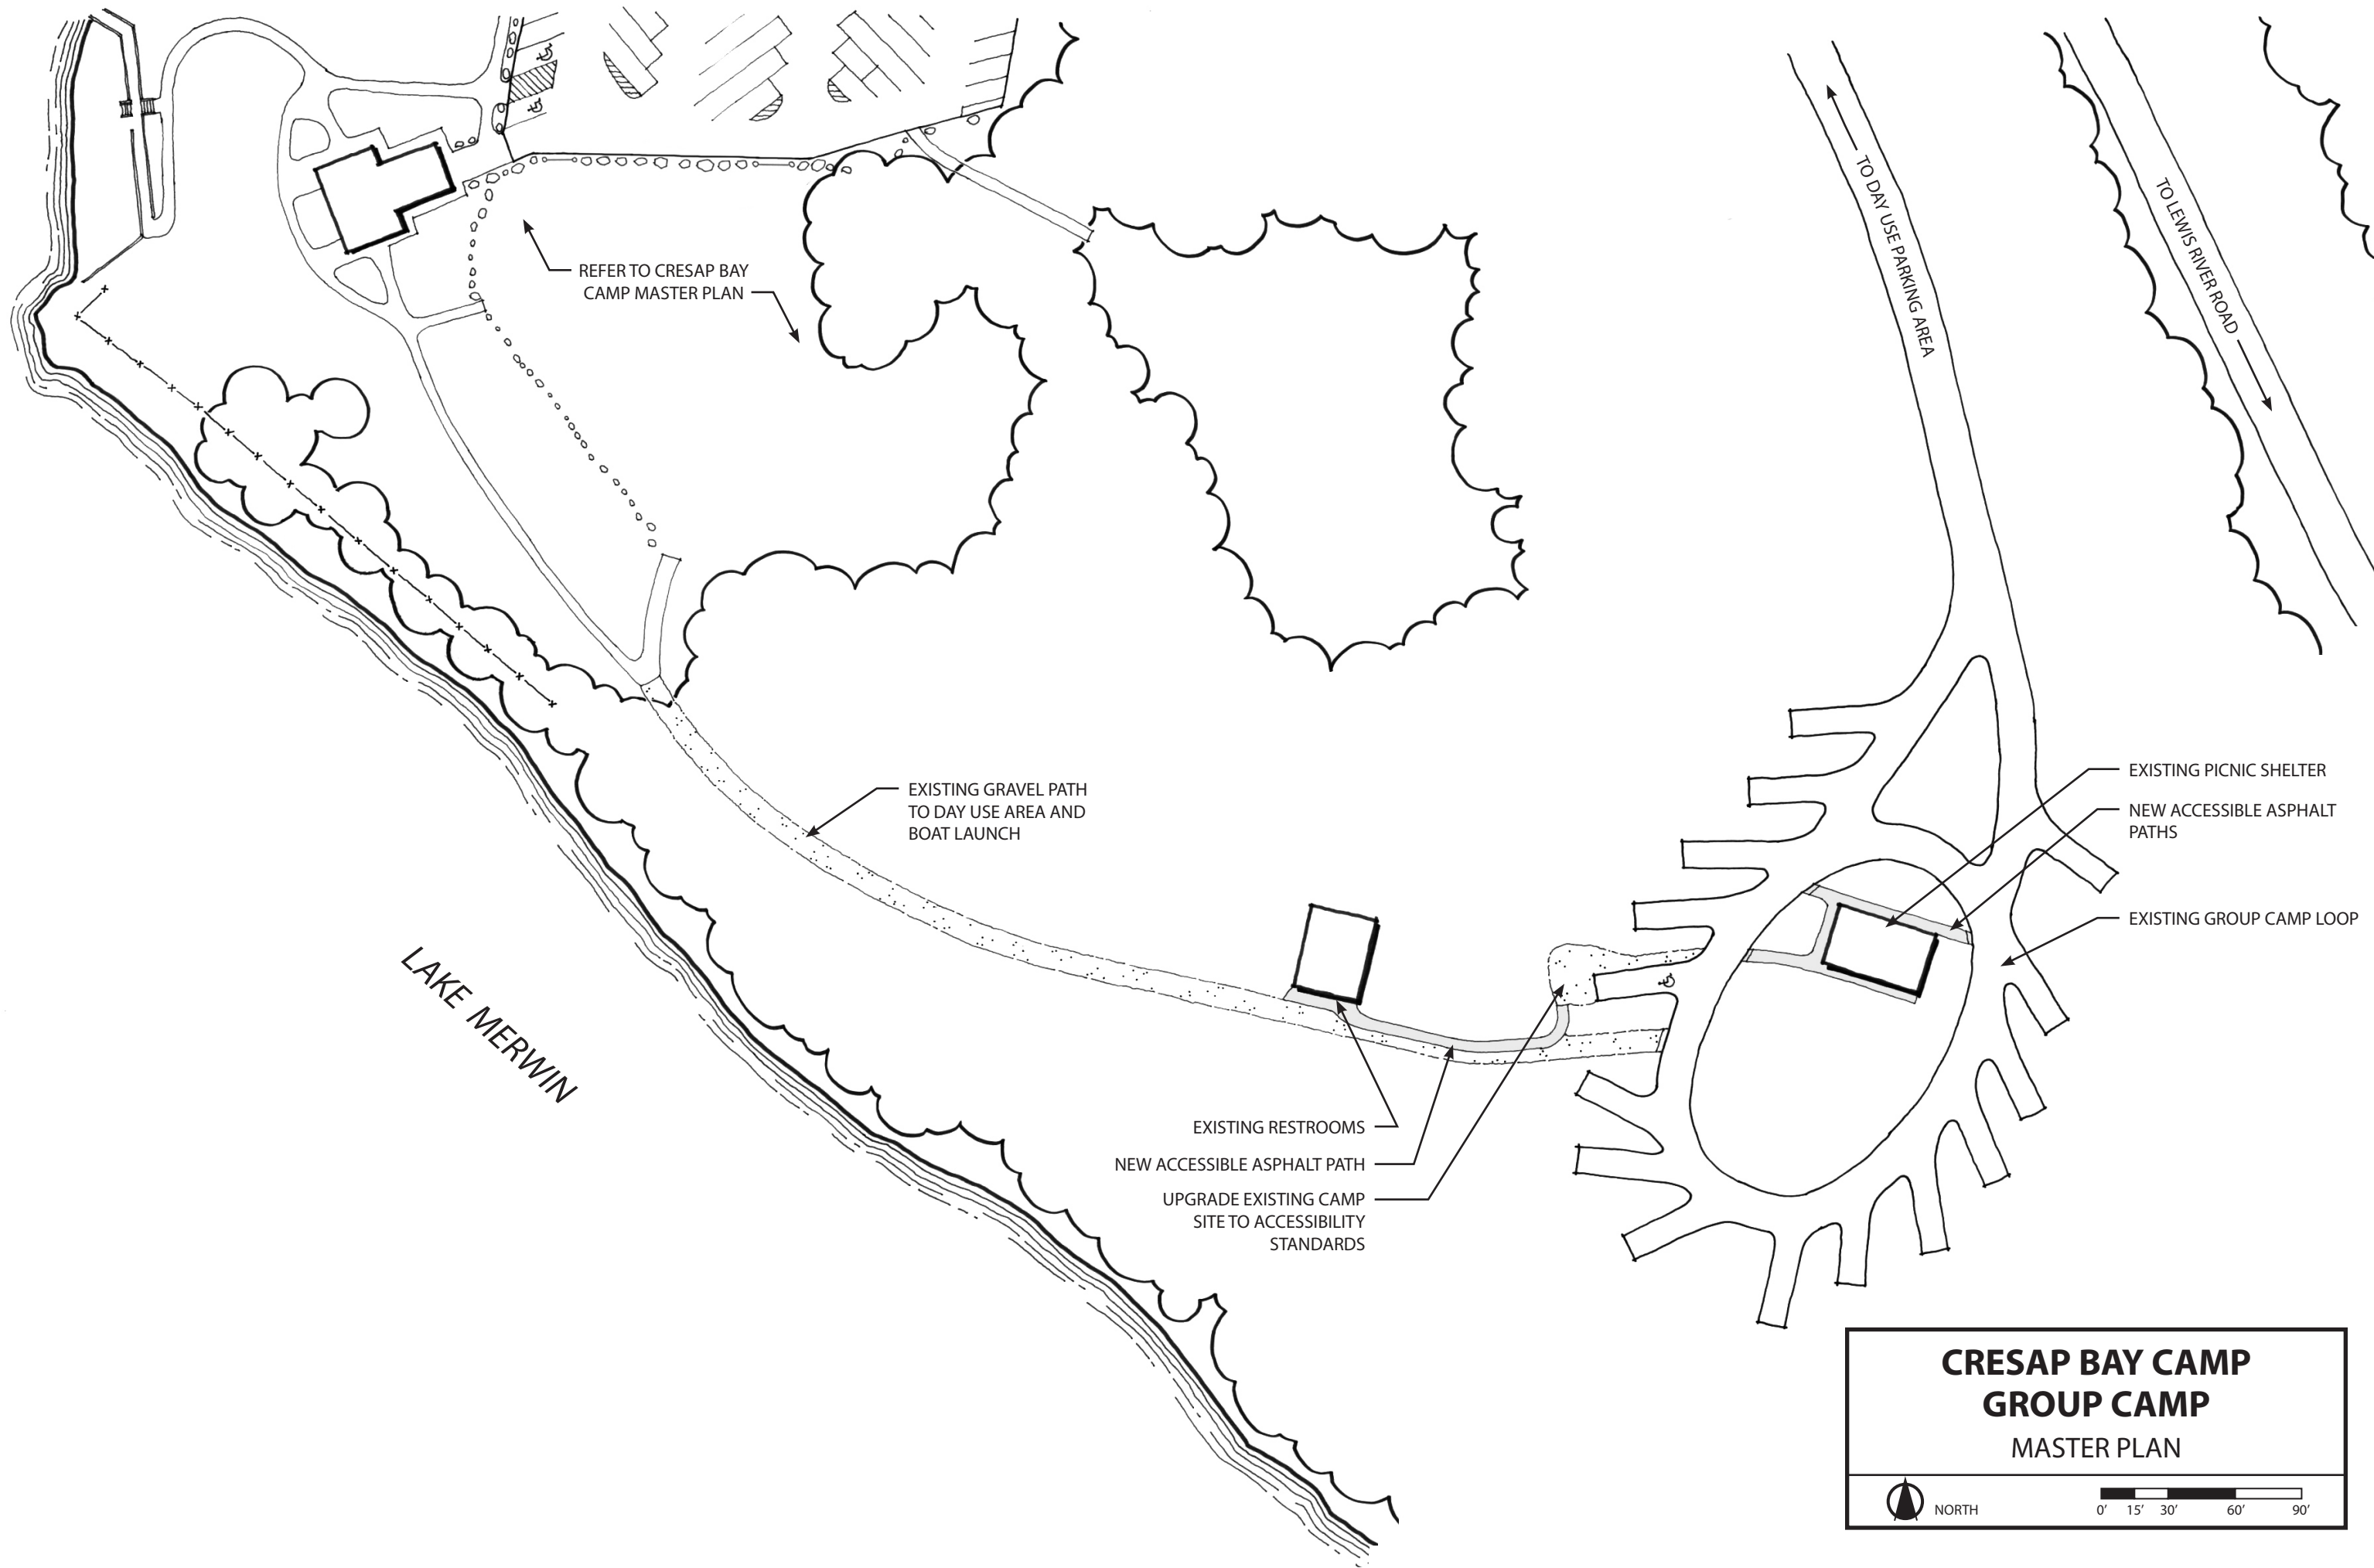 TO DAY USE PARKING AREA
TO LEWIS RIVER ROAD
REFER TO CRESAP BAY
CAMP MASTER PLAN
EXISTING GRAVEL PATH
TO DAY USE AREA AND
BOAT LAUNCH
EXISTING PICNIC SHELTER
NEW ACCESSIBLE ASPHALT
PATHS
EXISTING GROUP CAMP LOOP
LAKE MERWIN
EXISTING RESTROOMS
NEW ACCESSIBLE ASPHALT PATH
UPGRADE EXISTING CAMP
SITE TO ACCESSIBILITY
STANDARDS
CRESAP BAY CAMP
GROUP CAMP
MASTER PLAN
NORTH
0' 15' 30' 60' 90'